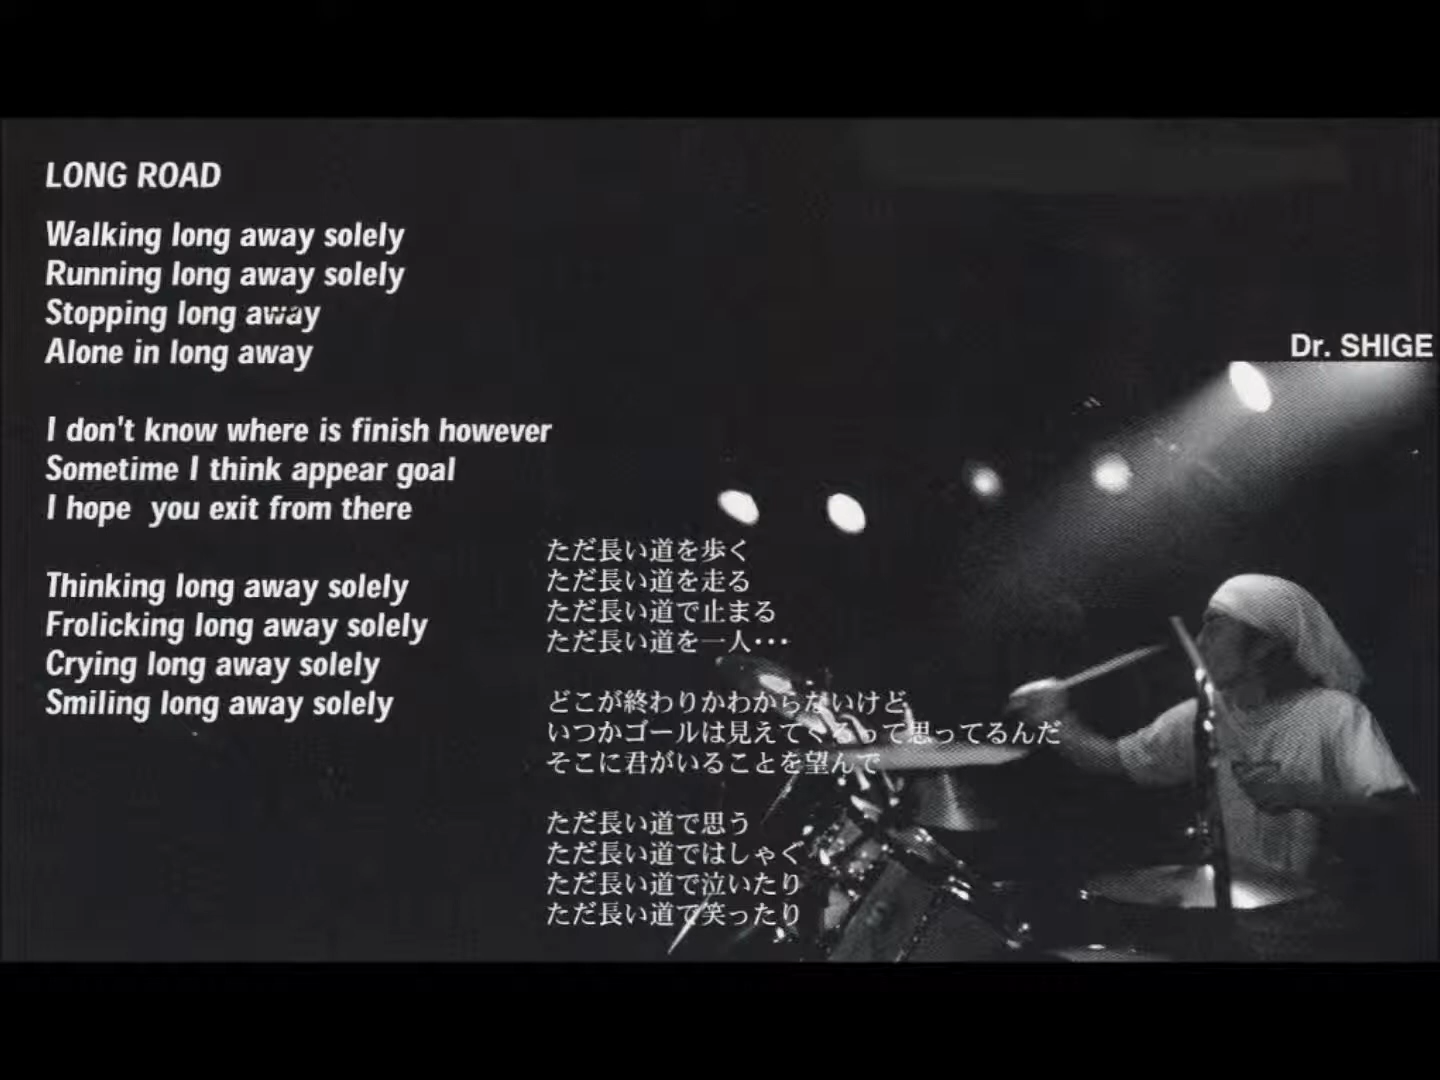 LONG ROAD
Walking long away solely
Running long away solely
Stopping long away
Alone in long away
I don't know where is finish however
Sometime I think appear goal
I hope  you exit from there
Thinking long away solely
Frolicking long away solely
Crying long away solely
Smiling long away solely
ただ長い道を歩く
ただ長い道を走る
ただ長い道で止まる
ただ長い道を一人･･･
どこが終わりかわからないけど
いつかゴールは見えてくるって思ってるんだ
そこに君がいることを望んで
ただ長い道で思う
ただ長い道ではしゃぐ
ただ長い道で泣いたり
ただ長い道で笑ったり
Dr. SHIGE